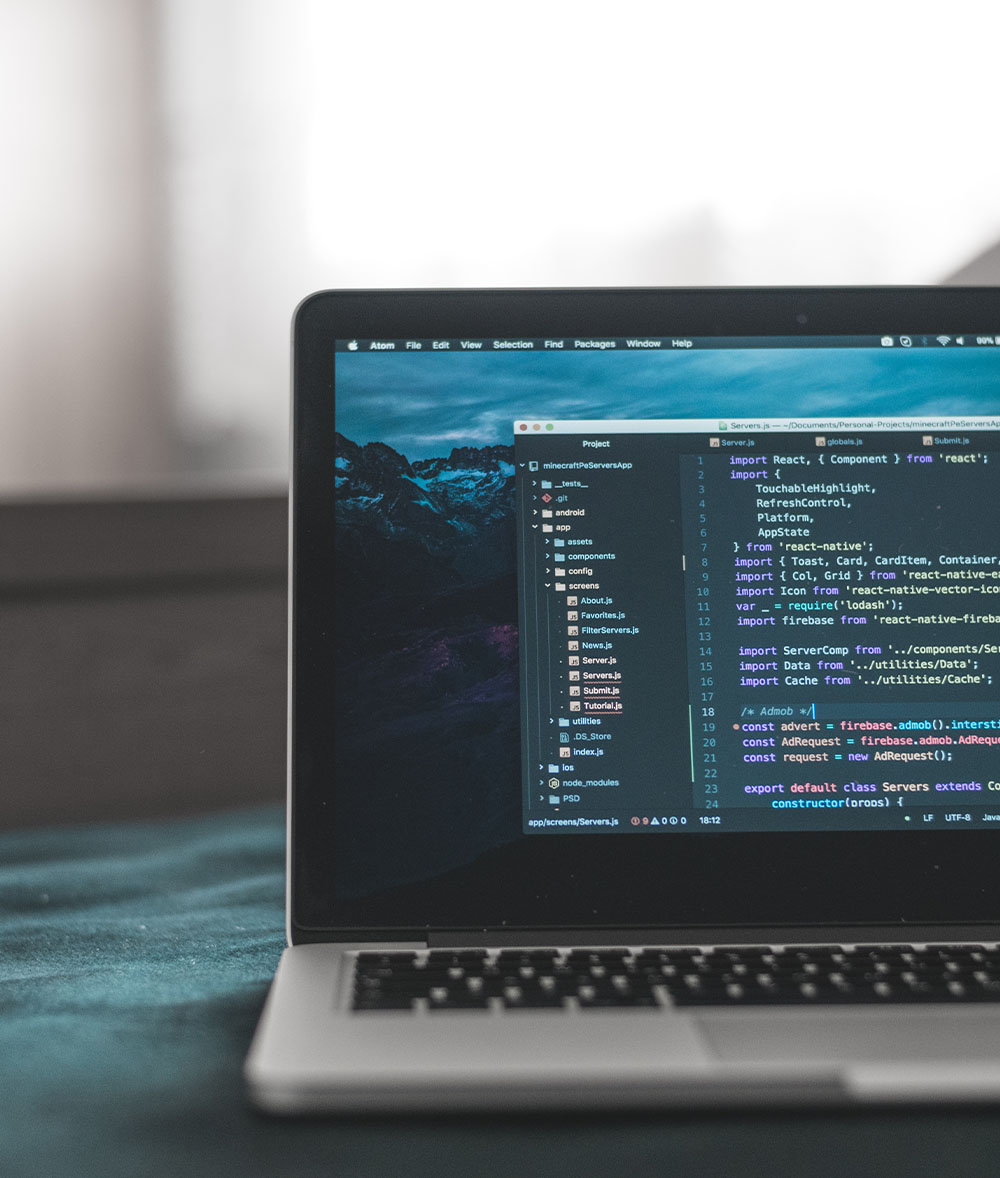 Atom File Edit View Selection Find Packages Window Help
Servers.js — ~/Documents/Personal-Projects/minecraftPeServersAp
Project
Server.js globals.js Submit.js
minecraftPeServersApp
__tests__
.git
android
app
assets
components
config
screens
About.js
Favorites.js
FilterServers.js
News.js
Server.js
Servers.js
Submit.js
Tutorial.js
utilities
.DS_Store
index.js
ios
node_modules
PSD
1 import React, { Component } from 'react';
2 import {
3 TouchableHighlight,
4 RefreshControl,
5 Platform,
6 AppState
7 } from 'react-native';
8 import { Toast, Card, CardItem, Container,
9 import { Col, Grid } from 'react-native-ea
10 import Icon from 'react-native-vector-ico
11 var _ = require('lodash');
12 import firebase from 'react-native-fireba
13
14 import ServerComp from '../components/Ser
15 import Data from '../utilities/Data';
16 import Cache from '../utilities/Cache';
17
18 /* Admob */
19 const advert = firebase.admob().intersti
20 const AdRequest = firebase.admob.AdReque
21 const request = new AdRequest();
22
23 export default class Servers extends Co
24 constructor(props) {
app/screens/Servers.js 9 0 0 18:12 LF UTF-8 Java